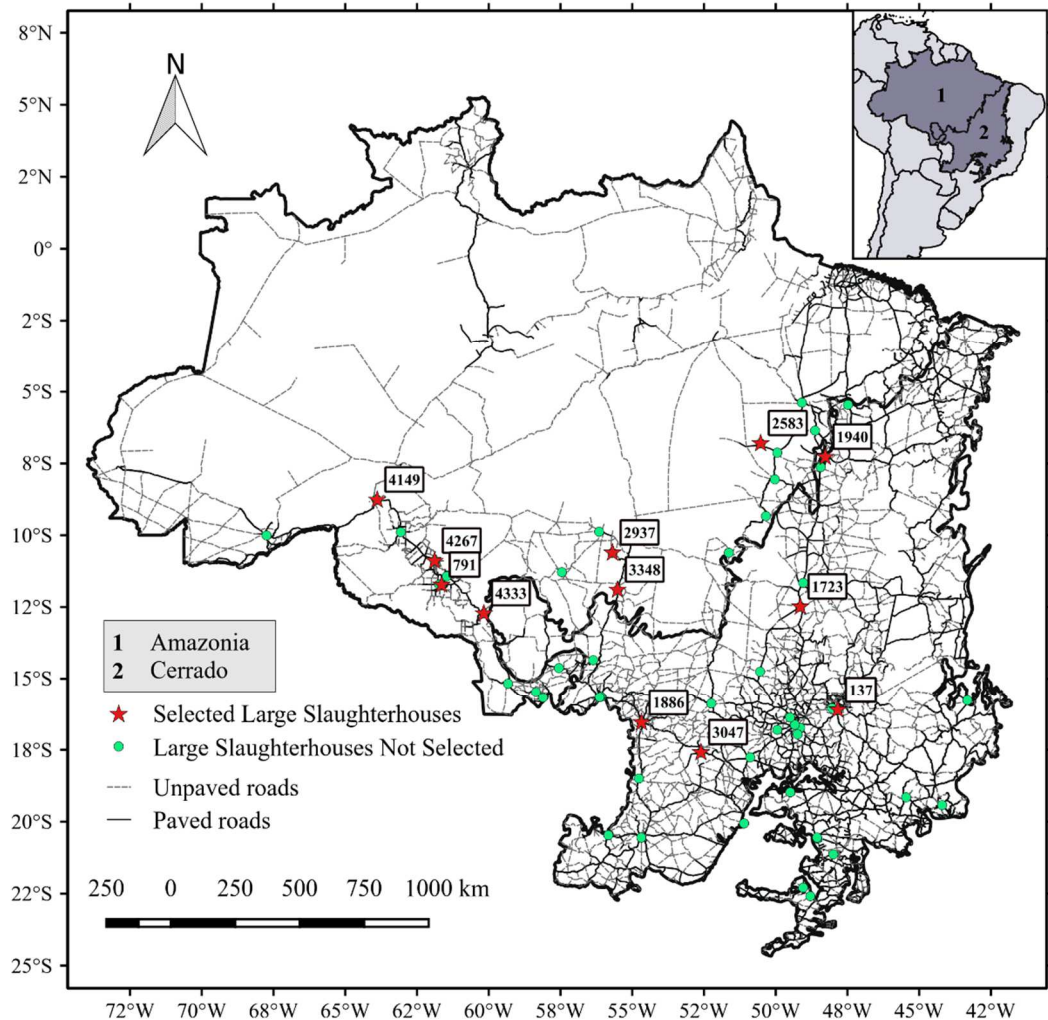 8°N
5°N
2°N
0°
2°S
5°S
8°S
10°S
12°S
15°S
18°S
20°S
22°S
25°S
N
1
2
2583
1940
4149
4267
791
2937
3348
4333
1723
137
1886
3047
1 Amazonia
2 Cerrado
Selected Large Slaughterhouses
Large Slaughterhouses Not Selected
Unpaved roads
Paved roads
250 0 250 500 750 1000 km
72°W 70°W 68°W 65°W 62°W 60°W 58°W 55°W 52°W 50°W 48°W 45°W 42°W